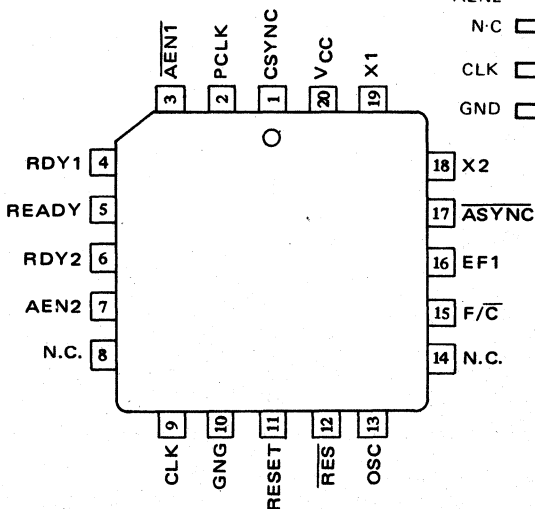 N·C
CLK
GND
AEN1
PCLK
CSYNC
VCC
X1
3
2
1
20
19
RDY1 4
READY 5
RDY2 6
AEN2 7
N.C. 8
18 X2
17 ASYNC
16 EF1
15 F/C
14 N.C.
9
10
11
12
13
CLK
GNG
RESET
RES
OSC